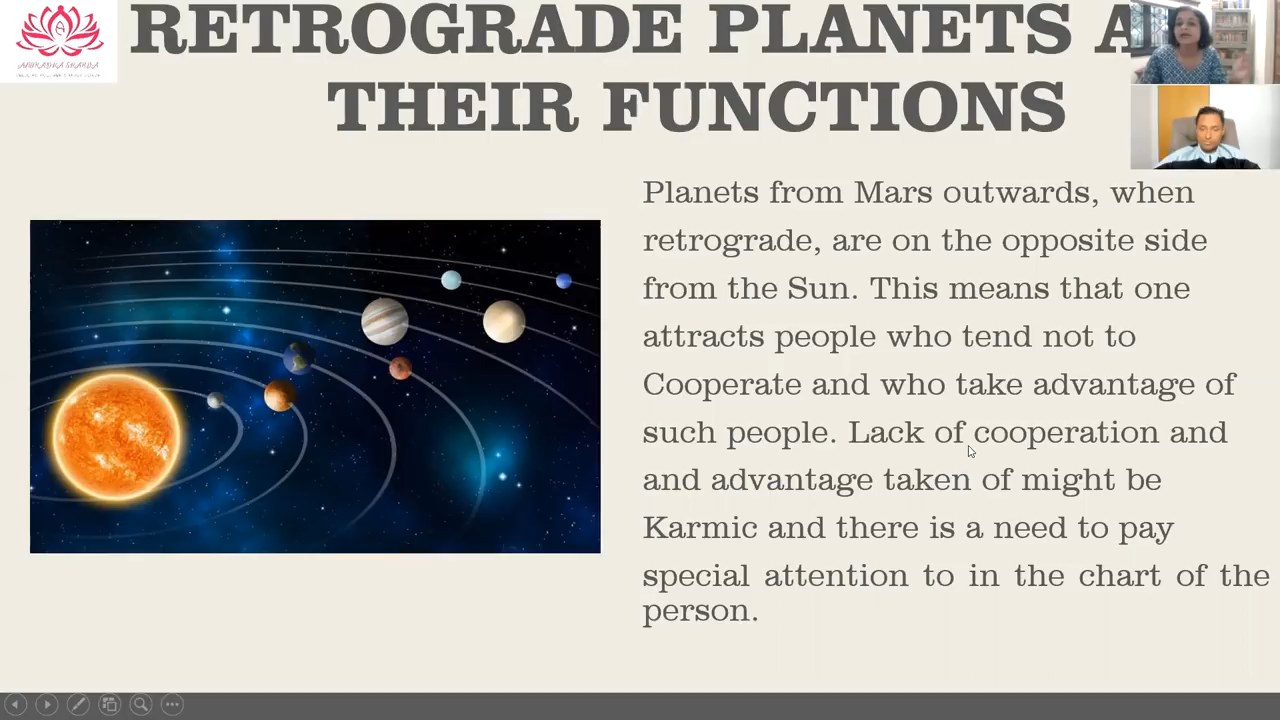 RETROGRADE PLANETS A
THEIR FUNCTIONS
Planets from Mars outwards, when
retrograde, are on the opposite side
from the Sun. This means that one
attracts people who tend not to
Cooperate and who take advantage of
such people. Lack of cooperation and
and advantage taken of might be
Karmic and there is a need to pay
special attention to in the chart of the
person.